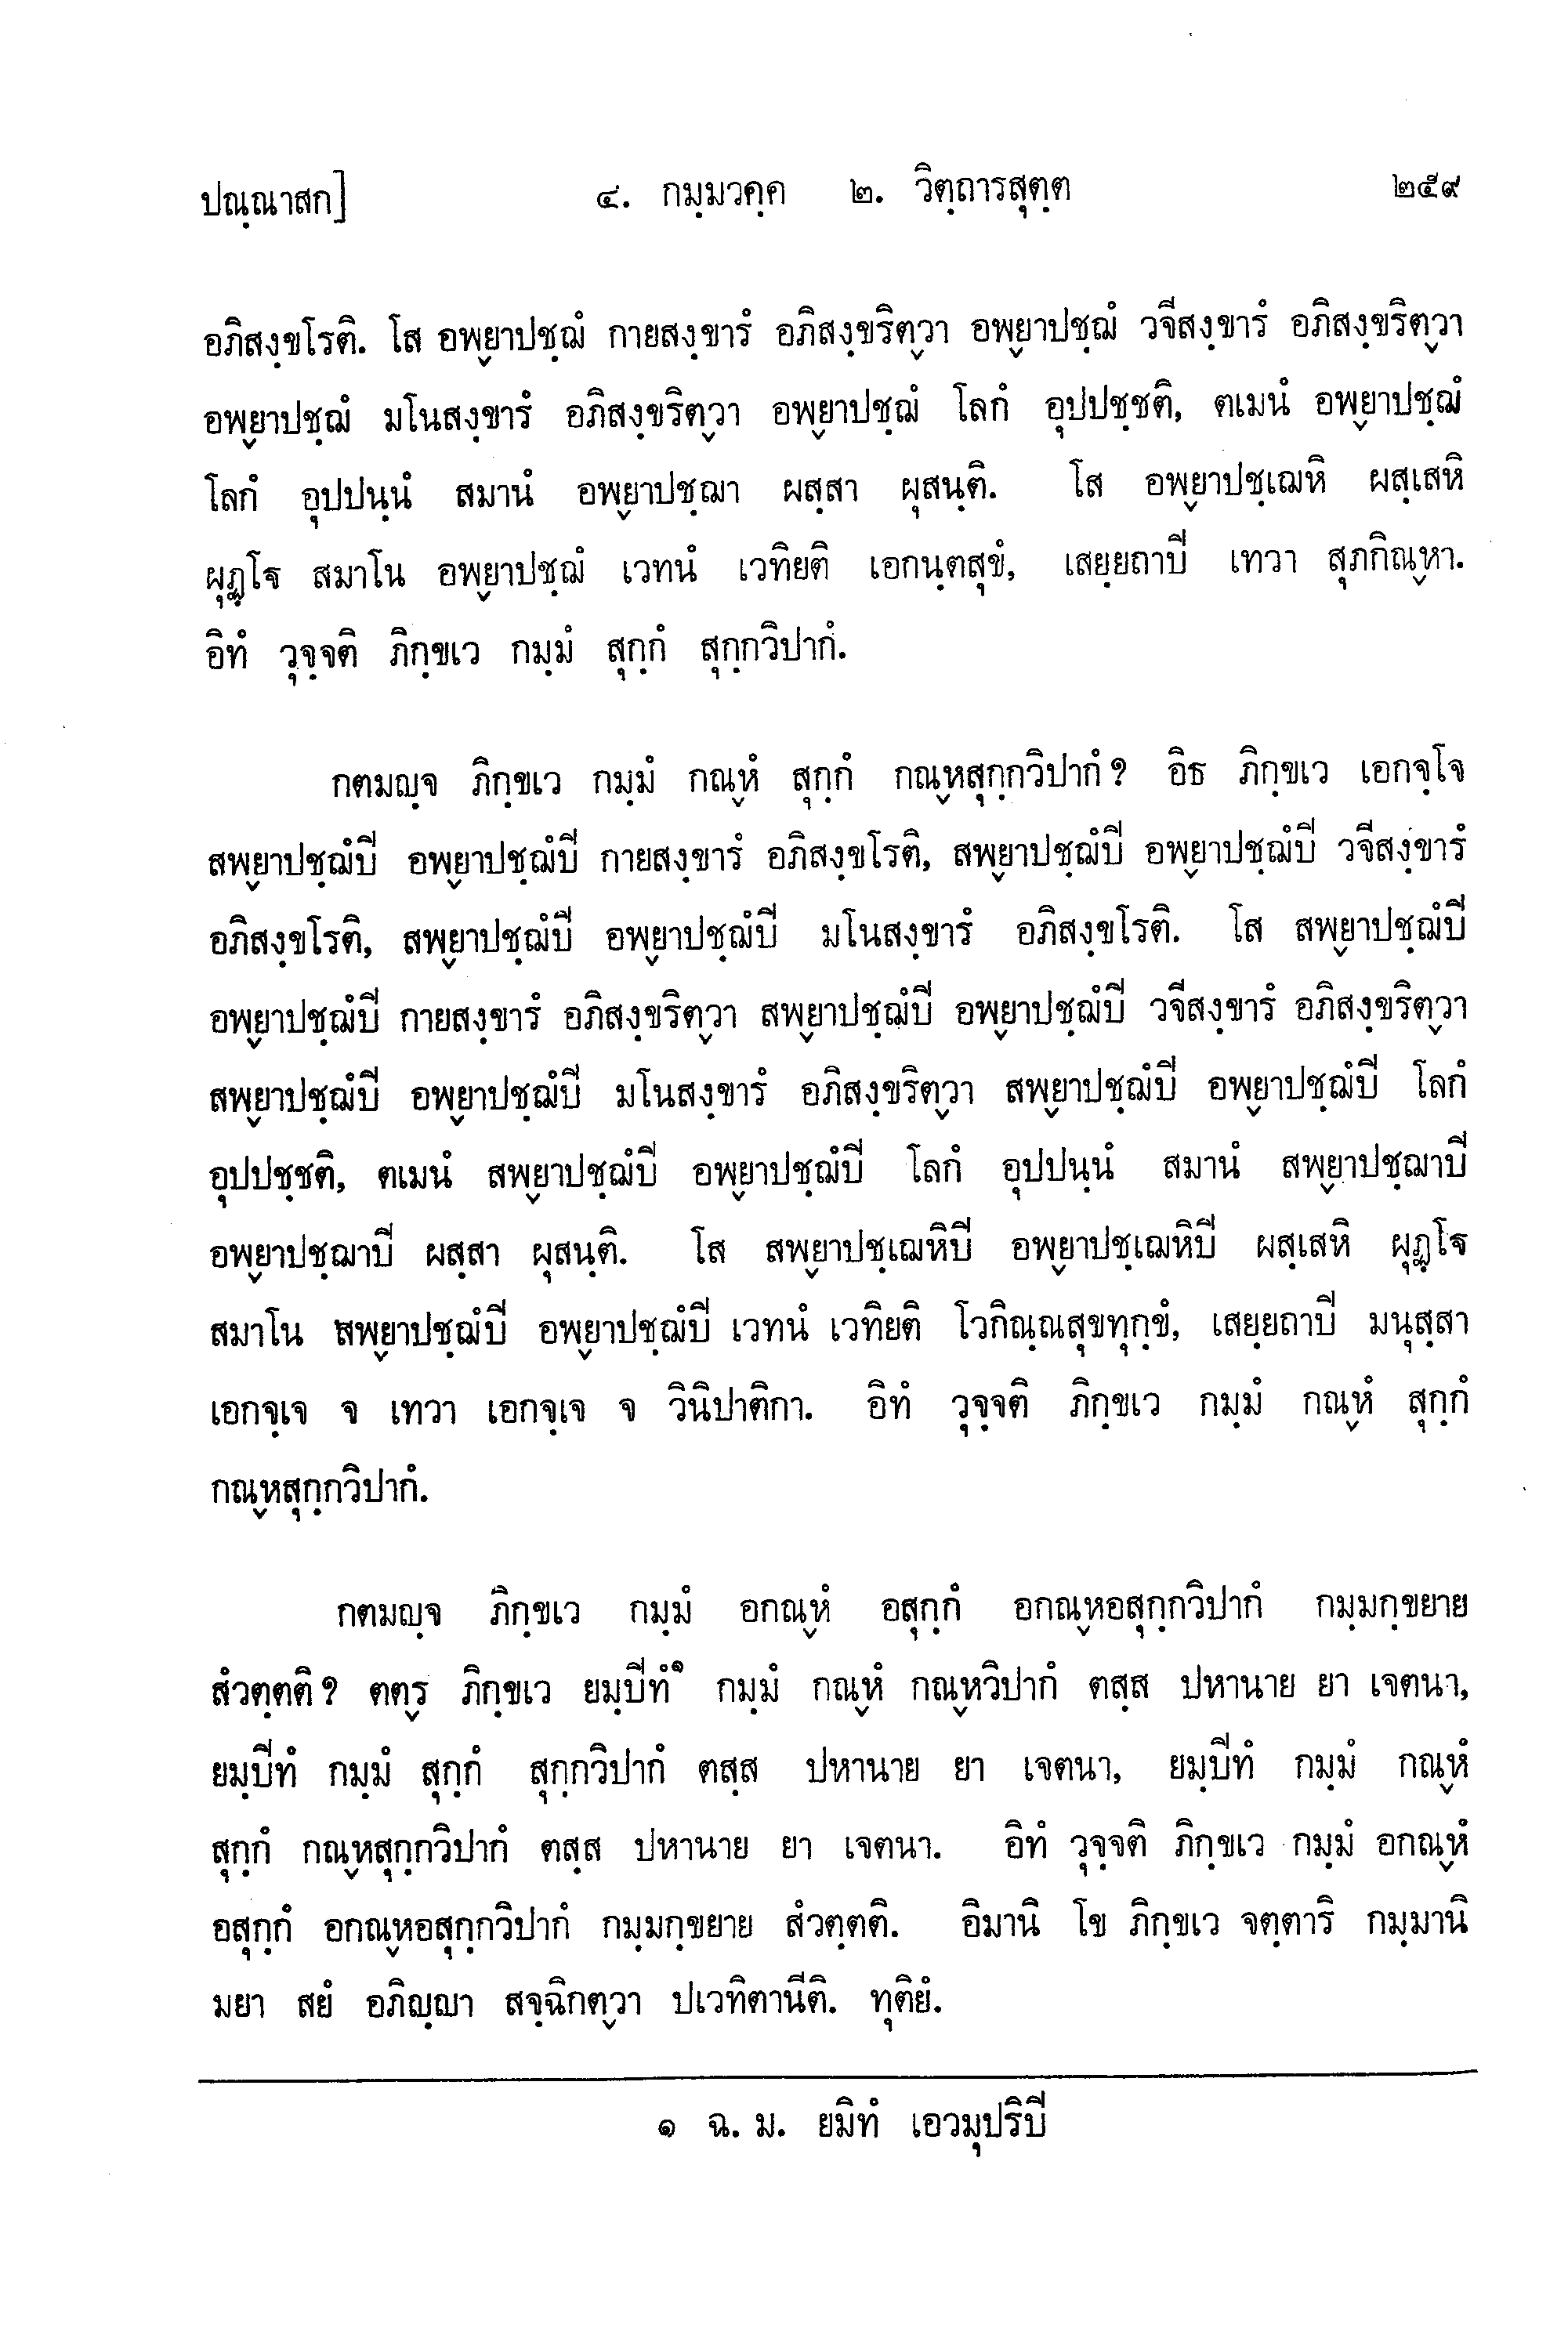 ปณฺณาสก] ๔. กมฺมวคฺค ๒. วิตฺถารสุตฺต ๒๕๙
อภิสงฺขโรติ. โส อพ๎ยาปชฺฌํ กายสงฺขารํ อภิสงฺขริต๎วา อพ๎ยาปชฺฌํ วจีสงฺขารํ อภิสงฺขริต๎วา
อพ๎ยาปชฺฌํ มโนสงฺขารํ อภิสงฺขริต๎วา อพ๎ยาปชฺฌํ โลกํ อุปปชฺชติ, ตเมนํ อพ๎ยาปชฺฌํ
โลกํ อุปปนฺนํ สมานํ อพ๎ยาปชฺฌา ผสฺสา ผุสนฺติ. โส อพ๎ยาปชฺเฌหิ ผสฺเสหิ
ผุฏฺโฐ สมาโน อพ๎ยาปชฺฌํ เวทนํ เวทิยติ เอกนฺตสุขํ, เสยฺยถาบี เทวา สุภกิณ๎หา.
อิทํ วุจฺจติ ภิกฺขเว กมฺมํ สุกฺกํ สุกฺกวิปากํ.
กตมญฺจ ภิกฺขเว กมฺมํ กณ๎หํ สุกฺกํ กณ๎หสุกฺกวิปากํ? อิธ ภิกฺขเว เอกจฺโจ
สพ๎ยาปชฺฌํบี อพ๎ยาปชฺฌํบี กายสงฺขารํ อภิสงฺขโรติ, สพ๎ยาปชฺฌํบี อพ๎ยาปชฺฌํบี วจีสงฺขารํ
อภิสงฺขโรติ, สพ๎ยาปชฺฌํบี อพ๎ยาปชฺฌํบี มโนสงฺขารํ อภิสงฺขโรติ. โส สพ๎ยาปชฺฌํบี
อพ๎ยาปชฺฌํบี กายสงฺขารํ อภิสงฺขริต๎วา สพ๎ยาปชฺฌํบี อพ๎ยาปชฺฌํบี วจีสงฺขารํ อภิสงฺขริต๎วา
สพ๎ยาปชฺฌํบี อพ๎ยาปชฺฌํบี มโนสงฺขารํ อภิสงฺขริต๎วา สพ๎ยาปชฺฌํบี อพ๎ยาปชฺฌํบี โลกํ
อุปปชฺชติ, ตเมนํ สพ๎ยาปชฺฌํบี อพ๎ยาปชฺฌํบี โลกํ อุปปนฺนํ สมานํ สพ๎ยาปชฺฌาบี
อพ๎ยาปชฺฌาบี ผสฺสา ผุสนฺติ. โส สพ๎ยาปชฺเฌหิบี อพ๎ยาปชฺเฌหิบี ผสฺเสหิ ผุฏฺโฐ
สมาโน สพ๎ยาปชฺฌํบี อพ๎ยาปชฺฌํบี เวทนํ เวทิยติ โวกิณฺณสุขทุกฺขํ, เสยฺยถาบี มนุสฺสา
เอกจฺเจ จ เทวา เอกจฺเจ จ วินิปาติกา. อิทํ วุจฺจติ ภิกฺขเว กมฺมํ กณ๎หํ สุกฺกํ
กณ๎หสุกฺกวิปากํ.
กตมญฺจ ภิกฺขเว กมฺมํ อกณ๎หํ อสุกฺกํ อกณ๎หอสุกฺกวิปากํ กมฺมกฺขยาย
สํวตฺตติ? ตต๎ร ภิกฺขเว ยมฺบีทํ๑ กมฺมํ กณ๎หํ กณ๎หวิปากํ ตสฺส ปหานาย ยา เจตนา,
ยมฺบีทํ กมฺมํ สุกฺกํ สุกฺกวิปากํ ตสฺส ปหานาย ยา เจตนา, ยมฺบีทํ กมฺมํ กณ๎หํ
สุกฺกํ กณ๎หสุกฺกวิปากํ ตสฺส ปหานาย ยา เจตนา. อิทํ วุจฺจติ ภิกฺขเว กมฺมํ อกณ๎หํ
อสุกฺกํ อกณ๎หอสุกฺกวิปากํ กมฺมกฺขยาย สํวตฺตติ. อิมานิ โข ภิกฺขเว จตฺตาริ กมฺมานิ
มยา สยํ อภิญฺญา สจฺฉิกต๎วา ปเวทิตานีติ. ทุติยํ.
๑ ฉ. ม. ยมิทํ เอวมุปริบี